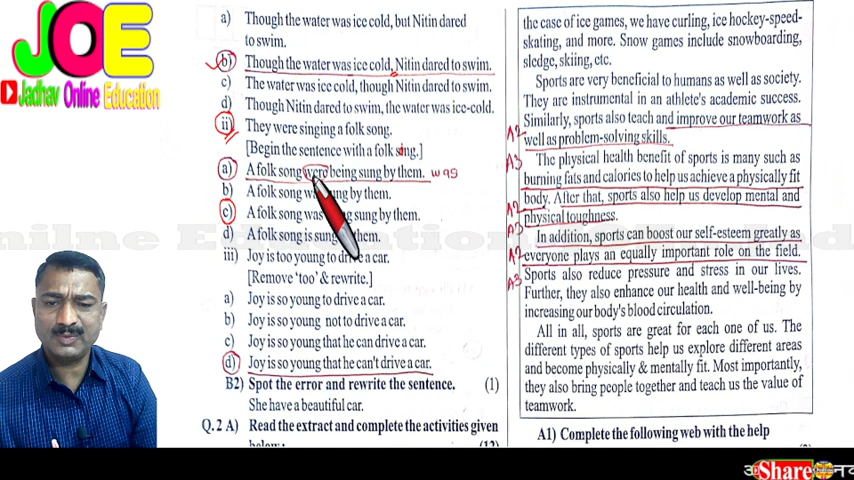 JOE
Jadhav Online Education
a) Though the water was ice cold, but Nitin dared
to swim.
b) Though the water was ice cold, Nitin dared to swim.
c) The water was ice cold, though Nitin dared to swim.
d) Though Nitin dared to swim, the water was ice-cold.
ii) They were singing a folk song.
[Begin the sentence with a folk
a) A folk song were being sung by them. was
b) A folk song sung by them.
c) A folk song was sung by them.
d) A folk song is them.
iii) Joy is too young to drive a car.
[Remove 'too' & rewrite.]
a) Joy is so young to drive a car.
b) Joy is so young not to drive a car.
c) Joy is so young that he can drive a car.
d) Joy is so young that he can't drive a car.
B2) Spot the error and rewrite the sentence. (1)
She have a beautiful car.
Q.2 A) Read the extract and complete the activities given
below: (12)
the case of ice games, we have curling, ice hockey-speed-
skating, and more. Snow games include snowboarding,
sledge, skiing, etc.
Sports are very beneficial to humans as well as society.
They are instrumental in an athlete's academic success.
Similarly, sports also teach and improve our teamwork as
A2 well as problem-solving skills.
A3 The physical health benefit of sports is many such as
burning fats and calories to help us achieve a physically fit
A2 body. After that, sports also help us develop mental and
A3 physical toughness.
In addition, sports can boost our self-esteem greatly as
A2 everyone plays an equally important role on the field.
A3 Sports also reduce pressure and stress in our lives.
Further, they also enhance our health and well-being by
increasing our body's blood circulation.
All in all, sports are great for each one of us. The
different types of sports help us explore different areas
and become physically & mentally fit. Most importantly,
they also bring people together and teach us the value of
teamwork.
A1) Complete the following web with the help
Share